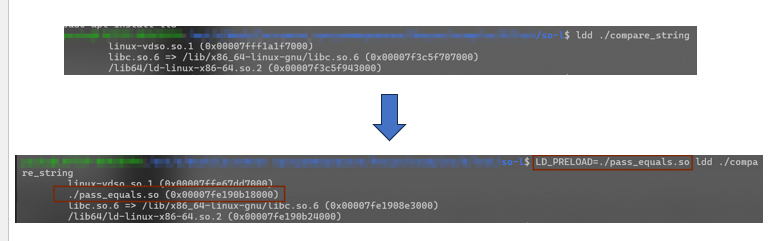 /so-l$ ldd ./compare_string
linux-vdso.so.1 (0x00007fff1a1f7000)
libc.so.6 => /lib/x86_64-linux-gnu/libc.so.6 (0x00007f3c5f707000)
/lib64/ld-linux-x86-64.so.2 (0x00007f3c5f943000)
/so-l$ LD_PRELOAD=./pass_equals.so ldd ./compa
re_string
linux-vdso.so.1 (0x00007ffe67dd7000)
./pass_equals.so (0x00007fe190b18000)
libc.so.6 => /lib/x86_64-linux-gnu/libc.so.6 (0x00007fe1908e3000)
/lib64/ld-linux-x86-64.so.2 (0x00007fe190b24000)